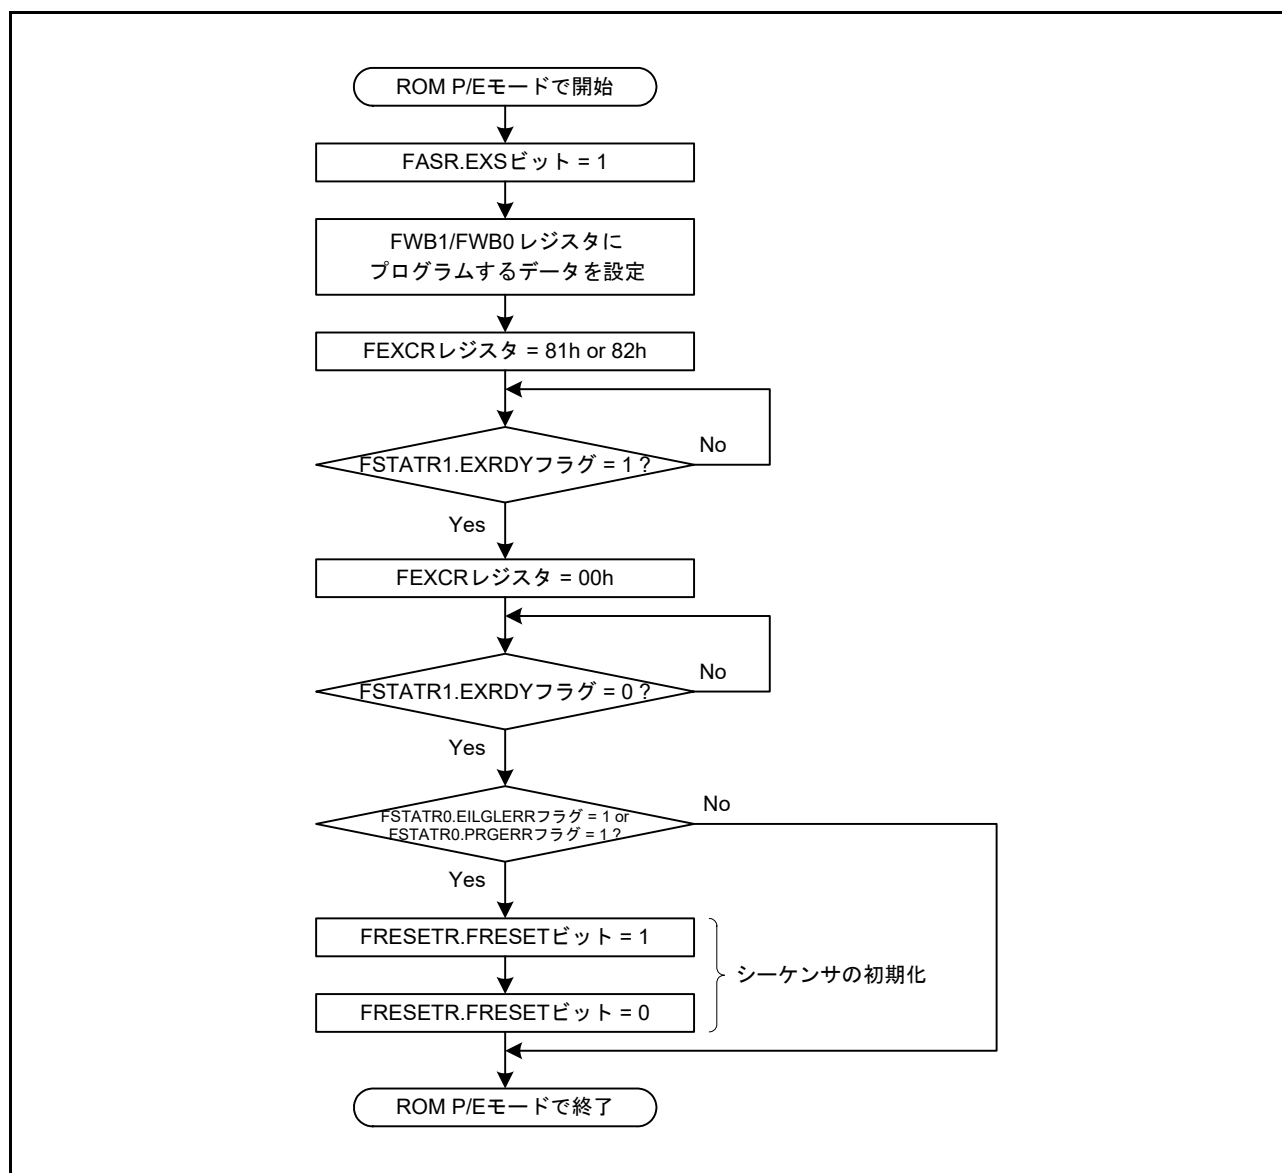 ROM P/Eモードで開始
FASR.EXSビット = 1
FWB1/FWB0 レジスタに
プログラムするデータを設定
FEXCRレジスタ = 81h or 82h
FSTATR1.EXRDYフラグ = 1 ?
No
Yes
FEXCRレジスタ = 00h
FSTATR1.EXRDYフラグ = 0 ?
No
Yes
FSTATR0.EILGLERRフラグ = 1 or
FSTATR0.PRGERRフラグ = 1 ?
No
Yes
FRESETR.FRESETビット = 1
シーケンサの初期化
FRESETR.FRESETビット = 0
ROM P/Eモードで終了